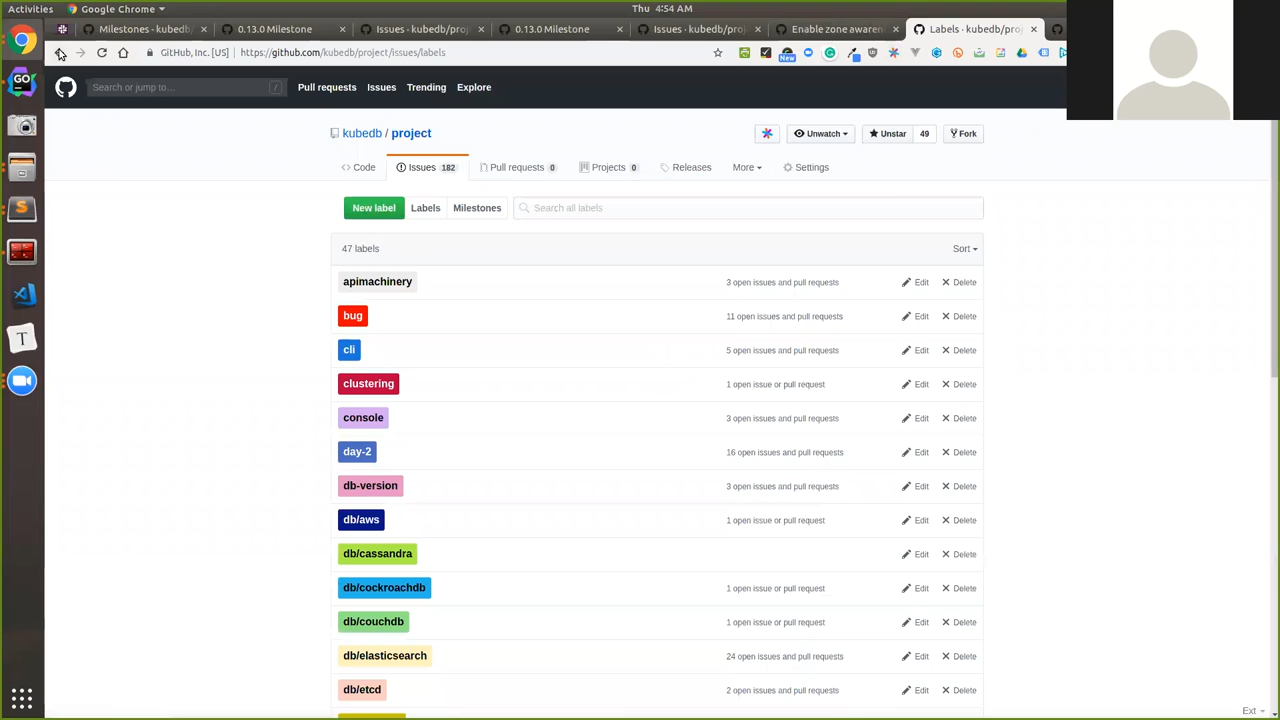 Activities Google Chrome Thu 4:54 AM
Milestones - kubedb/ 0.13.0 Milestone Issues - kubedb/proj 0.13.0 Milestone Issues - kubedb/proj Enable zone awaren Labels - kubedb/proj
GitHub, Inc. [US] https://github.com/kubedb/project/issues/labels
New
Search or jump to… / Pull requests Issues Trending Explore
kubedb / project Unwatch Unstar 49 Fork
<> Code Issues 182 Pull requests 0 Projects 0 Releases More Settings
New label Labels Milestones Search all labels
47 labels Sort
apimachinery 3 open issues and pull requests Edit Delete
bug 11 open issues and pull requests Edit Delete
cli 5 open issues and pull requests Edit Delete
clustering 1 open issue or pull request Edit Delete
console 3 open issues and pull requests Edit Delete
day-2 16 open issues and pull requests Edit Delete
db-version 3 open issues and pull requests Edit Delete
db/aws 1 open issue or pull request Edit Delete
db/cassandra Edit Delete
db/cockroachdb 1 open issue or pull request Edit Delete
db/couchdb 1 open issue or pull request Edit Delete
db/elasticsearch 24 open issues and pull requests Edit Delete
db/etcd 2 open issues and pull requests Edit Delete
Ext
GO
S
T